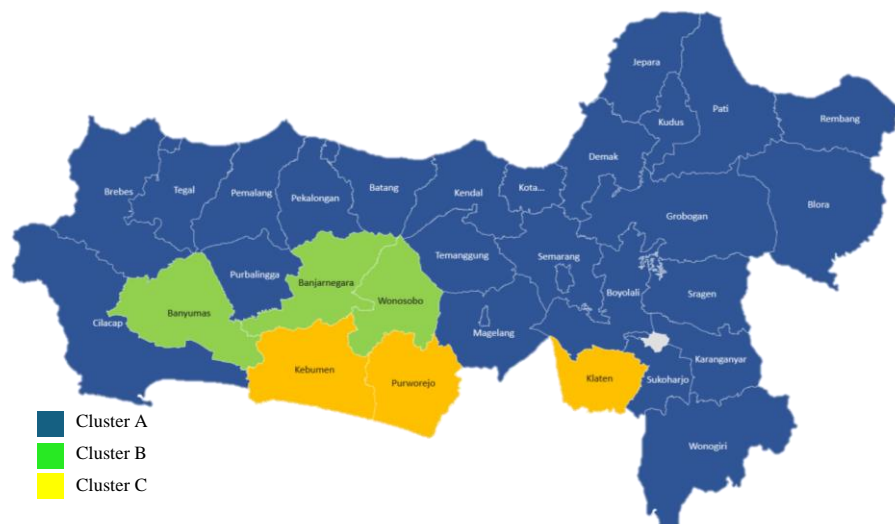 Jepara
Pati
Kudus
Rembang
Demak
Brebes
Tegal
Pemalang
Pekalongan
Batang
Kendal
Kota...
Grobogan
Blora
Temanggung
Semarang
Purbalingga
Banjarnegara
Wonosobo
Boyolali
Sragen
Banyumas
Cilacap
Magelang
Kebumen
Purworejo
Klaten
Sukoharjo
Karanganyar
Wonogiri
Cluster A
Cluster B
Cluster C